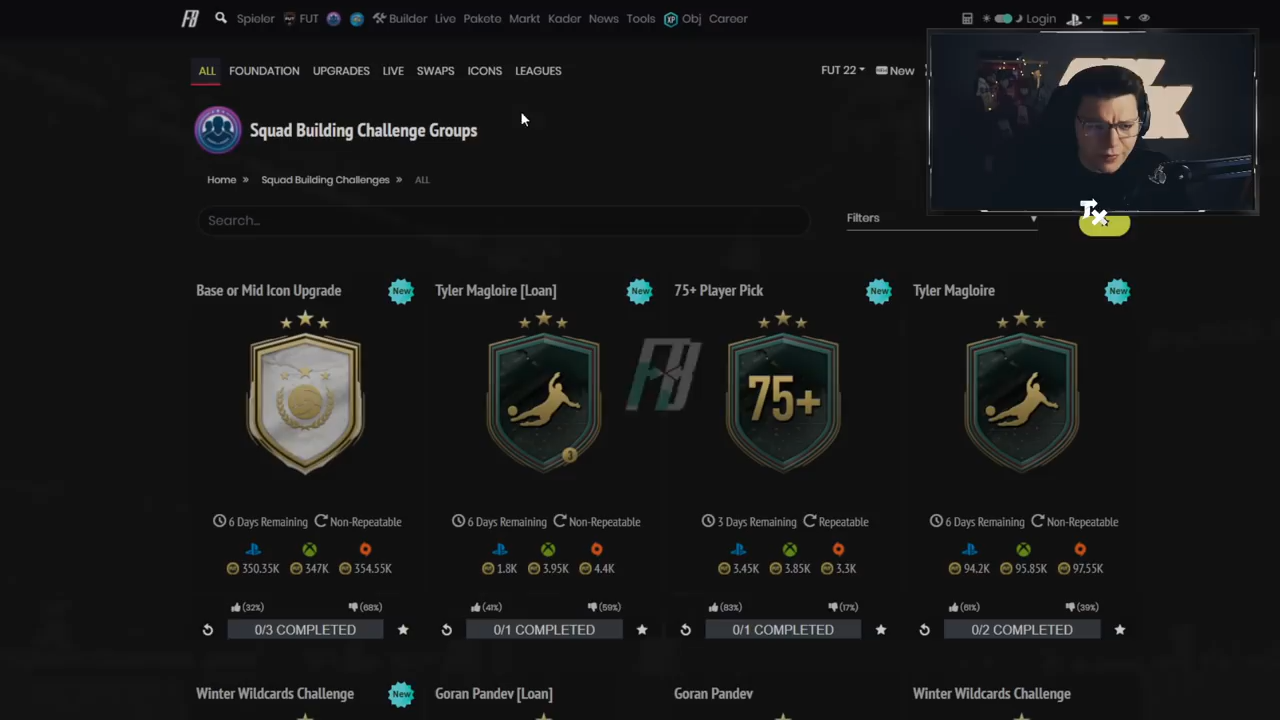 FB Spieler FUT Builder Live Pakete Markt Kader News Tools XP Obj Career Login
ALL FOUNDATION UPGRADES LIVE SWAPS ICONS LEAGUES FUT 22 New
Squad Building Challenge Groups
Home » Squad Building Challenges » ALL
Search... Filters
Base or Mid Icon Upgrade New Tyler Magloire [Loan] New 75+ Player Pick New Tyler Magloire New
75+
3
6 Days Remaining Non-Repeatable 6 Days Remaining Non-Repeatable 3 Days Remaining Repeatable 6 Days Remaining Non-Repeatable
350.35K 347K 354.55K 1.8K 3.95K 4.4K 3.45K 3.85K 3.3K 94.2K 95.85K 97.55K
(32%) (68%) (41%) (59%) (83%) (17%) (61%) (39%)
0/3 COMPLETED 0/1 COMPLETED 0/1 COMPLETED 0/2 COMPLETED
Winter Wildcards Challenge New Goran Pandev [Loan] Goran Pandev Winter Wildcards Challenge